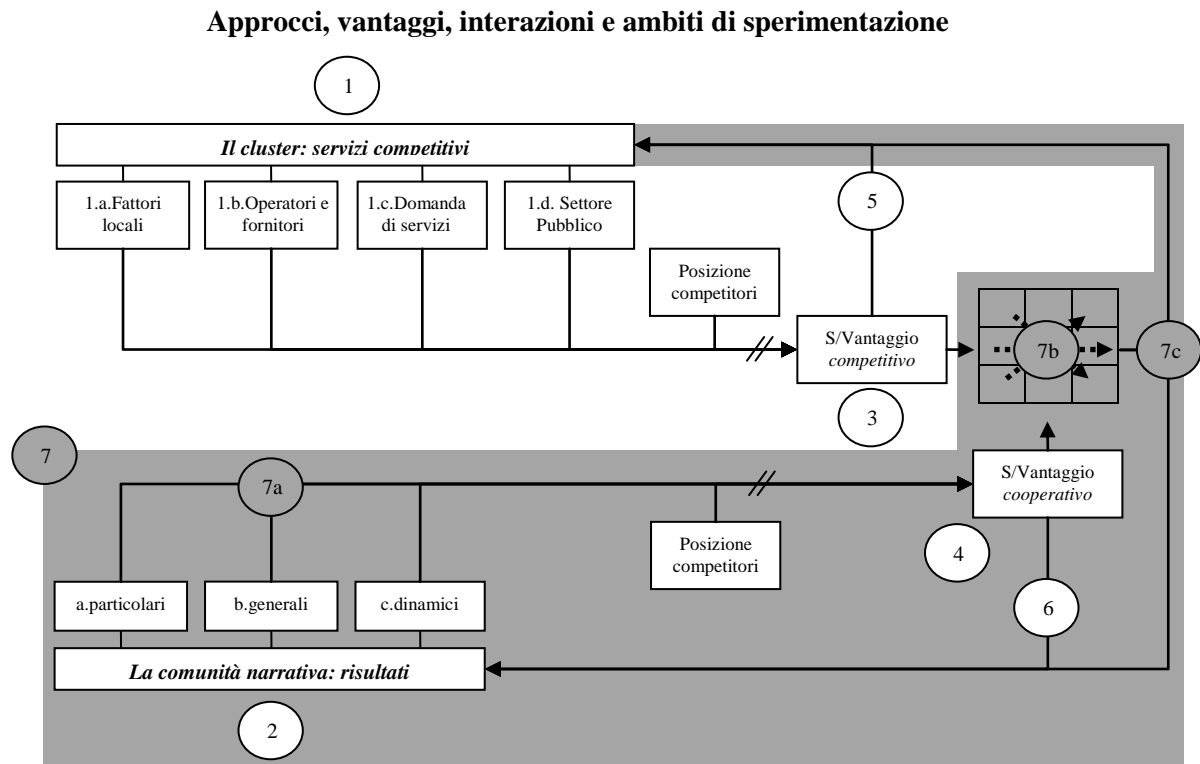 Approcci, vantaggi, interazioni e ambiti di sperimentazione
1
Il cluster: servizi competitivi
1.a.Fattori
locali
1.b.Operatori e
fornitori
1.c.Domanda
di servizi
1.d. Settore
Pubblico
5
Posizione
competitori
S/Vantaggio
competitivo
7b
7c
3
7
7a
S/Vantaggio
cooperativo
Posizione
competitori
4
a.particolari
b.generali
c.dinamici
6
La comunità narrativa: risultati
2